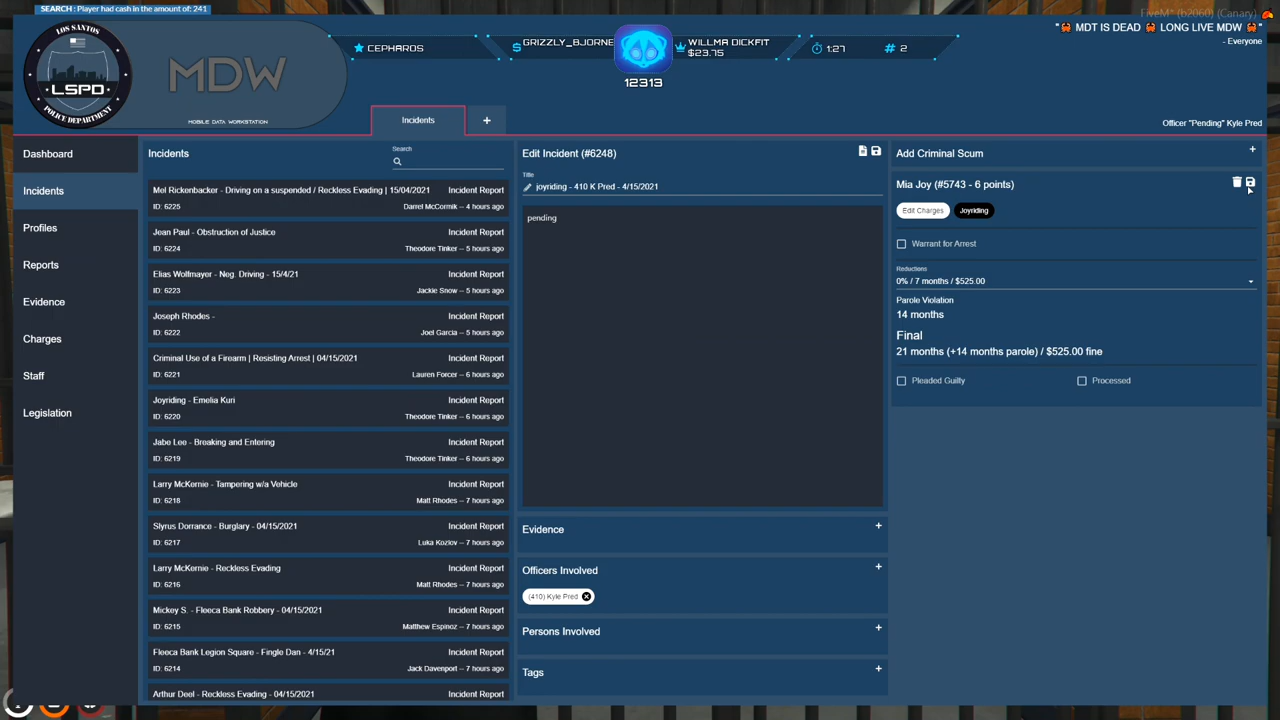 SEARCH : Player had cash in the amount of: 241
FiveM® (b2060) (Canary)
" MDT IS DEAD LONG LIVE MDW "
- Everyone
LOS SANTOS
LSPD
POLICE DEPARTMENT
MDW
MOBILE DATA WORKSTATION
CEPHAROS
GRIZZLY_BJORNE
WILLMA DICKFIT
$23.75
1:27
# 2
12313
Incidents
+
Officer "Pending" Kyle Pred
Dashboard
Incidents
Profiles
Reports
Evidence
Charges
Staff
Legislation
Incidents
Search
Mel Rickenbacker - Driving on a suspended / Reckless Evading | 15/04/2021 Incident Report
ID: 6225 Darrel McCormik -- 4 hours ago
Jean Paul - Obstruction of Justice Incident Report
ID: 6224 Theodore Tinker -- 5 hours ago
Elias Wolfmayer - Neg. Driving - 15/4/21 Incident Report
ID: 6223 Jackie Snow -- 5 hours ago
Joseph Rhodes - Incident Report
ID: 6222 Joel Garcia -- 5 hours ago
Criminal Use of a Firearm | Resisting Arrest | 04/15/2021 Incident Report
ID: 6221 Lauren Forcer -- 6 hours ago
Joyriding - Emelia Kuri Incident Report
ID: 6220 Theodore Tinker -- 6 hours ago
Jabe Lee - Breaking and Entering Incident Report
ID: 6219 Theodore Tinker -- 6 hours ago
Larry McKernie - Tampering w/a Vehicle Incident Report
ID: 6218 Matt Rhodes -- 7 hours ago
Slyrus Dorrance - Burglary - 04/15/2021 Incident Report
ID: 6217 Luka Kozlov -- 7 hours ago
Larry McKernie - Reckless Evading Incident Report
ID: 6216 Matt Rhodes -- 7 hours ago
Mickey S. - Fleeca Bank Robbery - 04/15/2021 Incident Report
ID: 6215 Matthew Espinoz -- 7 hours ago
Fleeca Bank Legion Square - Fingle Dan - 4/15/21 Incident Report
ID: 6214 Jack Davenport -- 7 hours ago
Arthur Deel - Reckless Evading - 04/15/2021 Incident Report
Edit Incident (#6248)
Title
joyriding - 410 K Pred - 4/15/2021
pending
Evidence +
Officers Involved +
(410) Kyle Pred
Persons Involved +
Tags +
Add Criminal Scum +
Mia Joy (#5743 - 6 points)
Edit Charges Joyriding
Warrant for Arrest
Reductions
0% / 7 months / $525.00
Parole Violation
14 months
Final
21 months (+14 months parole) / $525.00 fine
Pleaded Guilty Processed